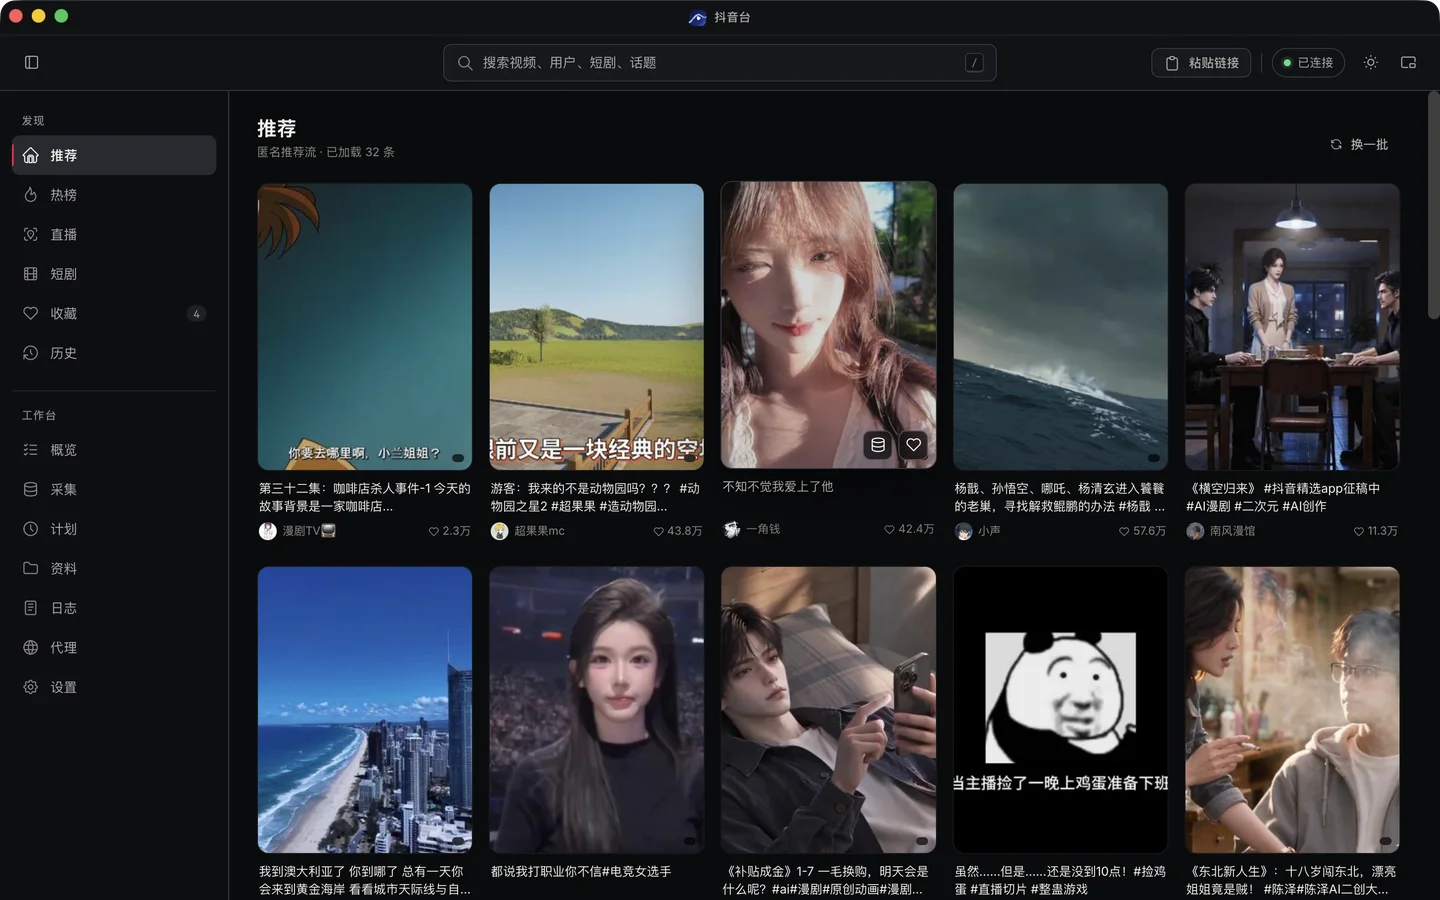 抖音台
搜索视频、用户、短剧、话题
/
粘贴链接
已连接
发现
推荐
热榜
直播
短剧
收藏
4
历史
工作台
概览
采集
计划
资料
日志
代理
设置
推荐
匿名推荐流 · 已加载 32 条
换一批
你要去哪里啊，小兰姐姐？
第三十二集：咖啡店杀人事件-1 今天的
故事背景是一家咖啡店...
漫剧TV
2.3万
眼前又是一块经典的空地
游客：我来的不是动物园吗？？？ #动
物园之星2 #超果果 #造动物园...
超果果mc
43.8万
不知不觉我爱上了他
一角钱
42.4万
杨戬、孙悟空、哪吒、杨清玄进入饕餮
的老巢，寻找解救鲲鹏的办法 #杨戬 ...
小声
57.6万
《横空归来》 #抖音精选app征稿中
#AI漫剧 #二次元 #AI创作
南风漫馆
11.3万
我到澳大利亚了 你到哪了 总有一天你
会来到黄金海岸 看看城市天际线与自...
都说我打职业你不信#电竞女选手
《补贴成金》1-7 一毛换购，明天会是
什么呢？#ai#漫剧#原创动画#漫剧...
当主播捡了一晚上鸡蛋准备下班
虽然......但是......还是没到10点！#捡鸡
蛋 #直播切片 #整蛊游戏
《东北新人生》：十八岁闯东北，漂亮
姐姐竟是贼！ #陈泽#陈泽AI二创大...